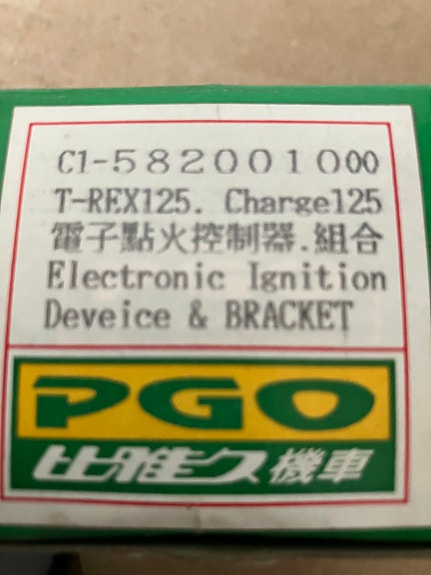 C1-582001000
T-REX125. Charge125
電子點火控制器.組合
Electronic Ignition
Deveice & BRACKET
PGO
比雅久機車